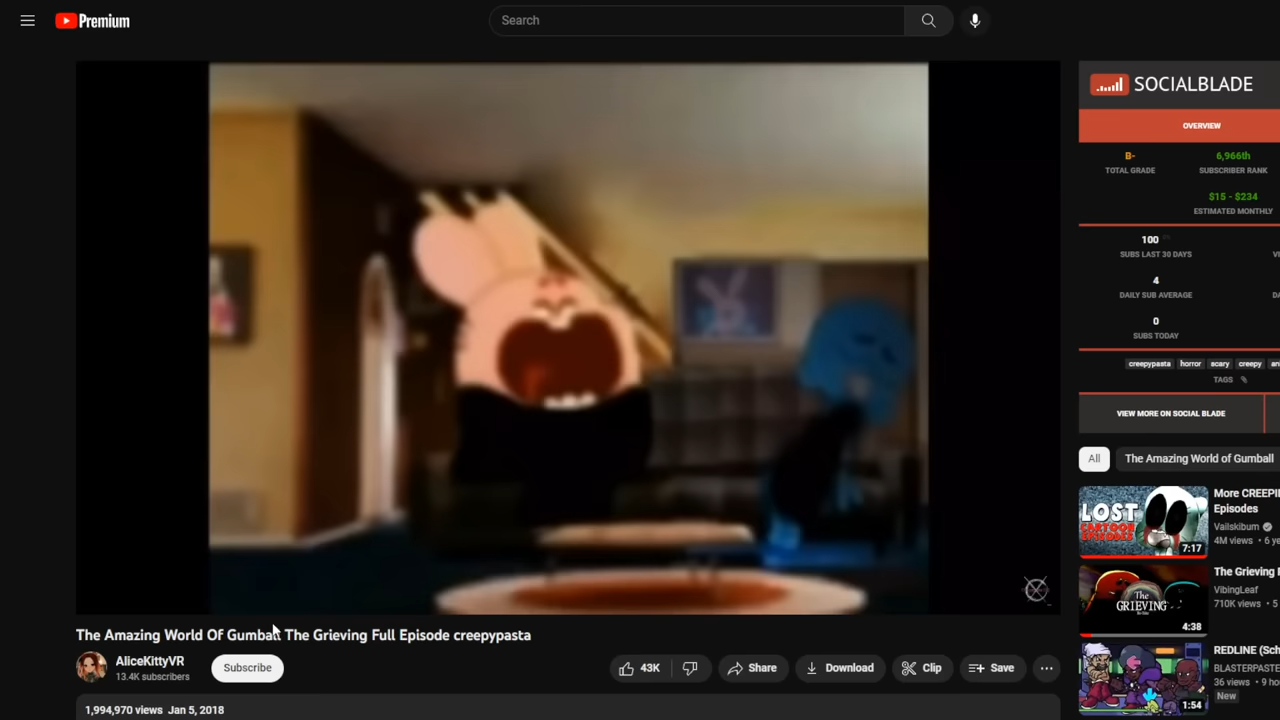 Premium
Search
SOCIALBLADE
OVERVIEW
B-
6,966th
TOTAL GRADE
SUBSCRIBER RANK
$15 - $234
ESTIMATED MONTHLY
100
SUBS LAST 30 DAYS
4
DAILY SUB AVERAGE
0
SUBS TODAY
creepypasta horror scary creepy
TAGS
VIEW MORE ON SOCIAL BLADE
All
The Amazing World of Gumball
LOST
CARTOON
EPISODES
7:17
More CREEPI
Episodes
Vailskibum
4M views • 6 ye
The
GRIEVING
4:38
The Grieving
VibingLeaf
710K views • 5
1:54
REDLINE (Sch
BLASTERPASTE
36 views • 9 ho
New
The Amazing World Of Gumball The Grieving Full Episode creepypasta
AliceKittyVR
13.4K subscribers
Subscribe
43K
Share
Download
Clip
Save
1,994,970 views Jan 5, 2018